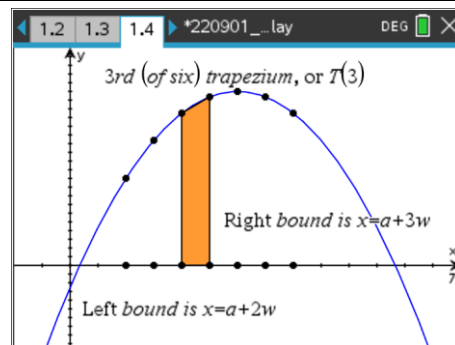 1.2 1.3 1.4 *220901_...lay DEG
y
3rd (of six) trapezium, or T(3)
Right bound is x=a+3w
x
7
Left bound is x=a+2w